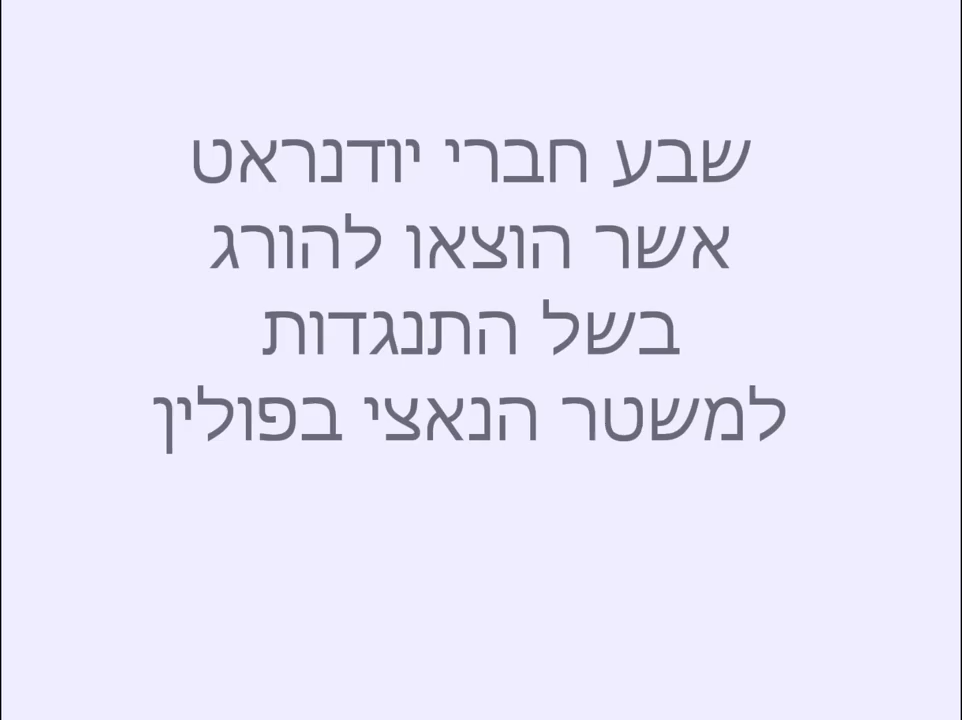 שבע חברי יודנראט
אשר הוצאו להורג
בשל התנגדות
למשטר הנאצי בפולין